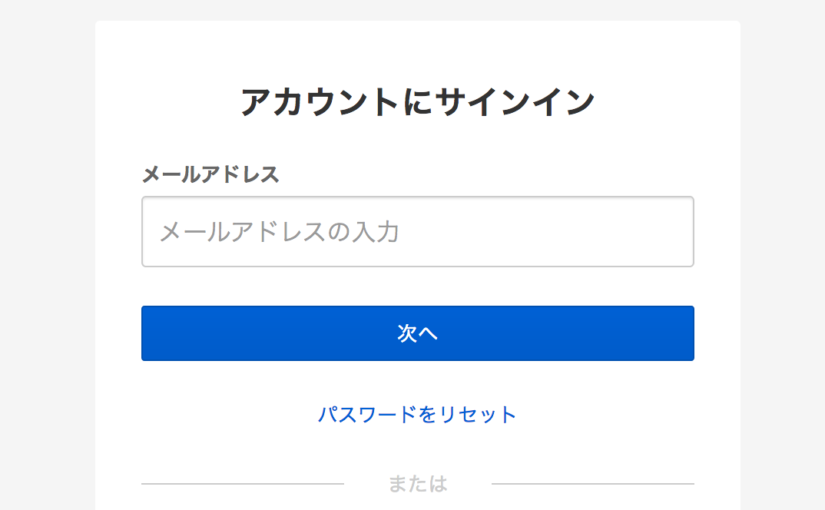 アカウントにサインイン
メールアドレス
メールアドレスの入力
次へ
パスワードをリセット
または